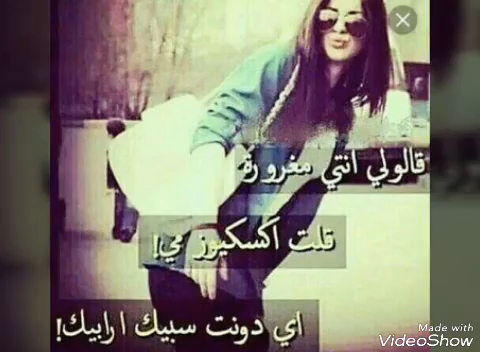 قالولي انتي مغرورة
قلت اكسكيوز مي!
اي دونت سبيك ارابيك!
Made with
VideoShow